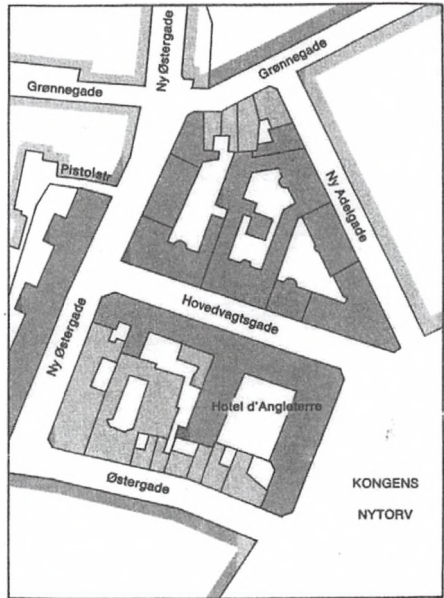 Ny Østergade
Grønnegade
Grønnegade
Pistolstr
Ny Adelgade
Hovedvagtsgade
Ny Østergade
Hotel d'Angleterre
Østergade
KONGENS
NYTORV